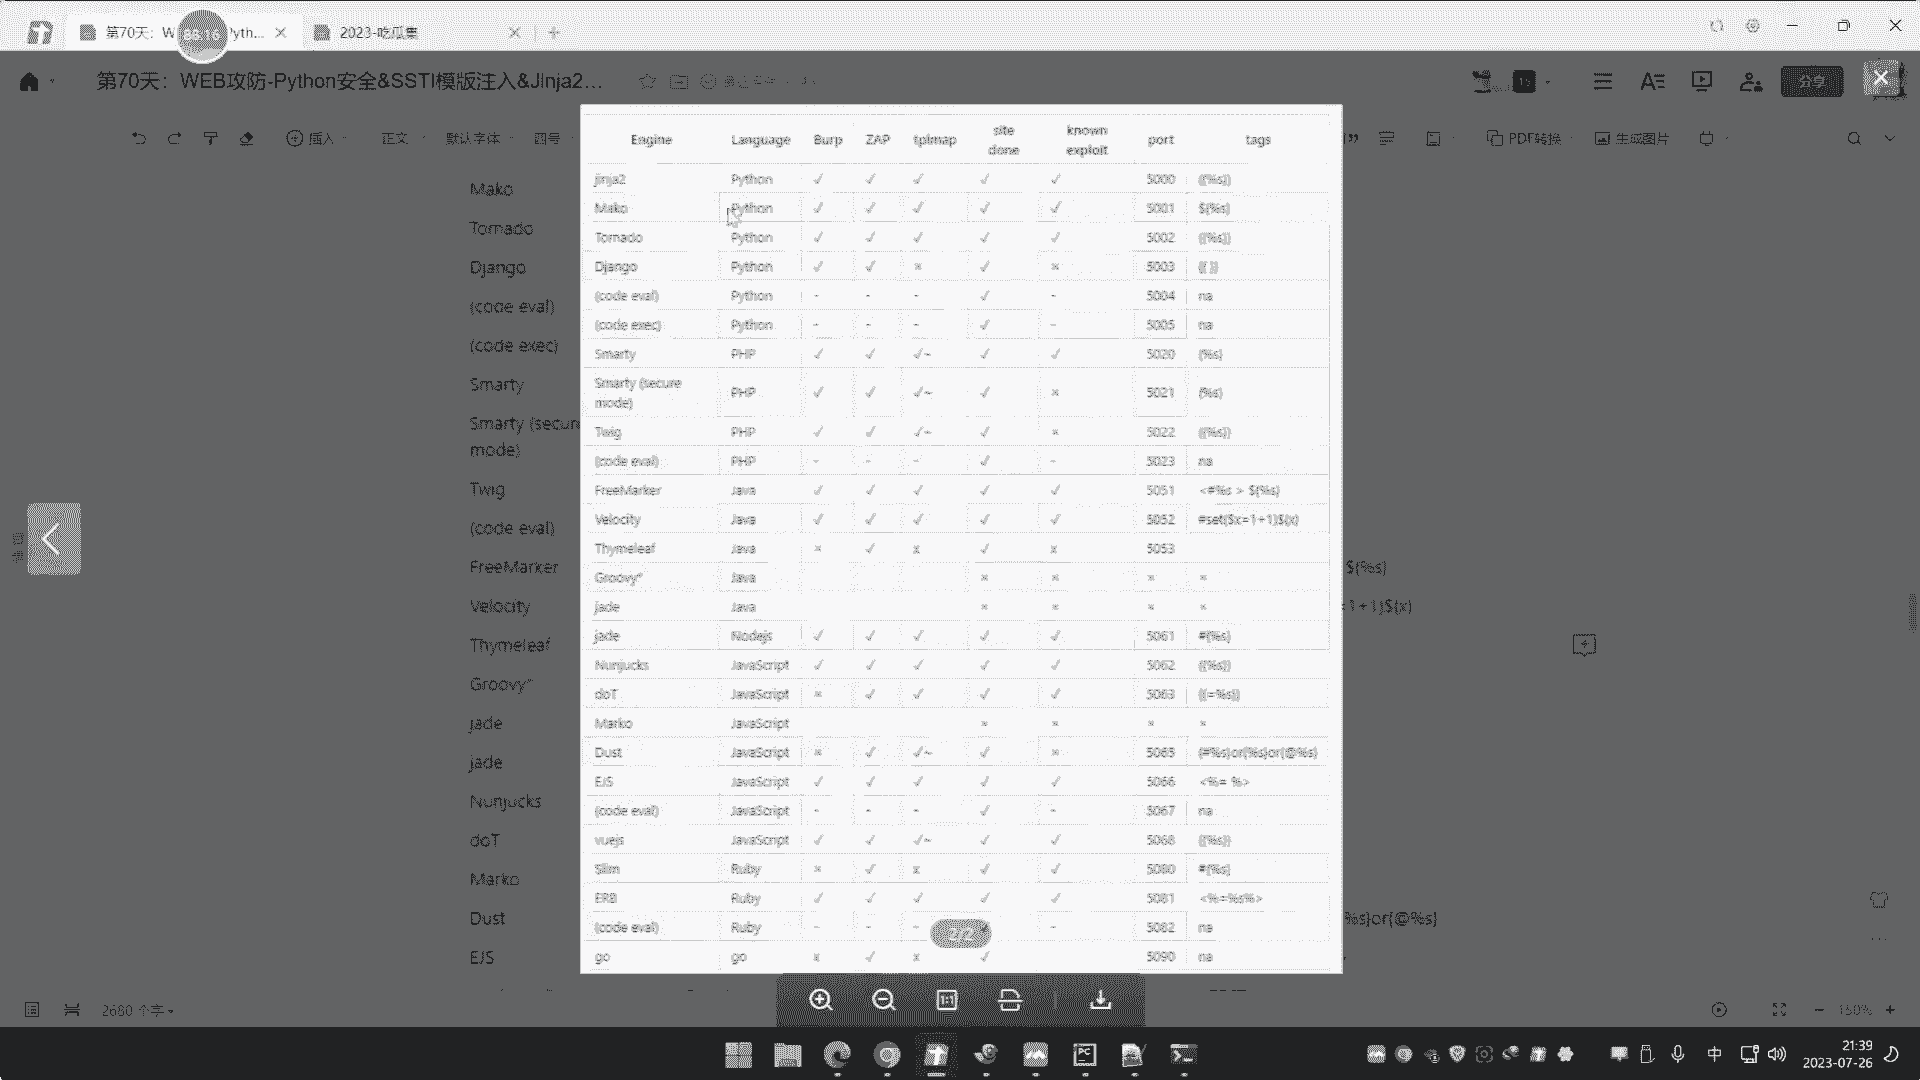 第70天：W
Pyth...
2023-吃瓜集
第70天：WEB攻防-Python安全&SSTI模版注入&Jinja2...
分享
插入
正文
默认字体
四号
PDF转换
生成图片
Mako
Tornado
Django
(code eval)
(code exec)
Smarty
Smarty (secure
mode)
Twig
(code eval)
FreeMarker
Velocity
Thymeleaf
Groovy*
jade
jade
Nunjucks
doT
Marko
Dust
EJS
Engine Language Burp ZAP tplmap site done known exploit port tags
jinja2 Python ✓ ✓ ✓ ✓ ✓ 5000 {{%s}}
Mako Python ✓ ✓ ✓ ✓ ✓ 5001 ${%s}
Tornado Python ✓ ✓ ✓ ✓ ✓ 5002 {{%s}}
Django Python ✓ ✓ × ✓ × 5003 {{ }}
(code eval) Python - - - ✓ - 5004 na
(code exec) Python - - - ✓ - 5005 na
Smarty PHP ✓ ✓ ✓~ ✓ ✓ 5020 {%s}
Smarty (secure mode) PHP ✓ ✓ ✓~ ✓ × 5021 {%s}
Twig PHP ✓ ✓ ✓~ ✓ × 5022 {{%s}}
(code eval) PHP - - - ✓ - 5023 na
FreeMarker Java ✓ ✓ ✓ ✓ ✓ 5051 <#%s > ${%s}
Velocity Java ✓ ✓ ✓ ✓ ✓ 5052 #set($x=1+1)${x}
Thymeleaf Java × ✓ x ✓ x 5053
Groovy* Java × × × ×
jade Java × × × ×
jade Nodejs ✓ ✓ ✓ ✓ ✓ 5061 #{%s}
Nunjucks JavaScript ✓ ✓ ✓ ✓ ✓ 5062 {{%s}}
doT JavaScript × ✓ ✓ ✓ ✓ 5063 {{=%s}}
Marko JavaScript × × × ×
Dust JavaScript × ✓ ✓~ ✓ × 5065 {#%s}or{%s}or{@%s}
EJS JavaScript ✓ ✓ ✓ ✓ ✓ 5066 <%= %>
(code eval) JavaScript - - - ✓ - 5067 na
vuejs JavaScript ✓ ✓ ✓~ ✓ ✓ 5068 {{%s}}
Slim Ruby × ✓ x ✓ ✓ 5080 #{%s}
ERB Ruby ✓ ✓ ✓ ✓ ✓ 5081 <%=%s%>
(code eval) Ruby - - - - 5082 na
go go x ✓ x ✓ 5090 na
${%s}
=1+1)${x}
%s}or{@%s}
2/2
1:1
2680 个字
150%
中
21:39
2023-07-26